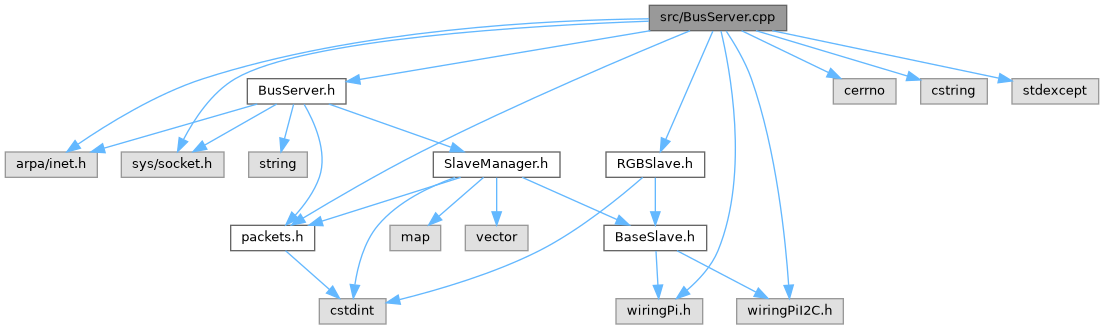 src/BusServer.cpp
BusServer.h
cerrno
cstring
stdexcept
arpa/inet.h
sys/socket.h
string
SlaveManager.h
RGBSlave.h
packets.h
map
vector
BaseSlave.h
cstdint
wiringPi.h
wiringPiI2C.h